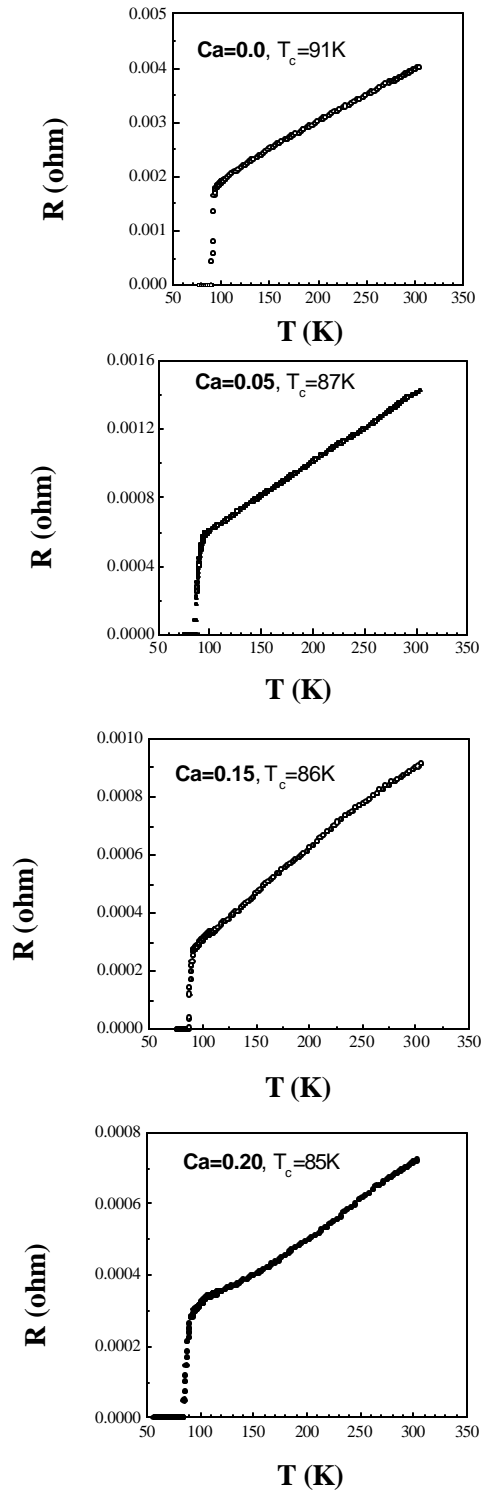 0.005
Ca=0.0, Tc=91K
0.004
0.003
0.002
0.001
0.000
R (ohm)
50 100 150 200 250 300 350
T (K)
0.0016
Ca=0.05, Tc=87K
0.0012
0.0008
0.0004
0.0000
R (ohm)
50 100 150 200 250 300 350
T (K)
0.0010
Ca=0.15, Tc=86K
0.0008
0.0006
0.0004
0.0002
0.0000
R (ohm)
50 100 150 200 250 300 350
T (K)
0.0008
Ca=0.20, Tc=85K
0.0006
0.0004
0.0002
0.0000
R (ohm)
50 100 150 200 250 300 350
T (K)